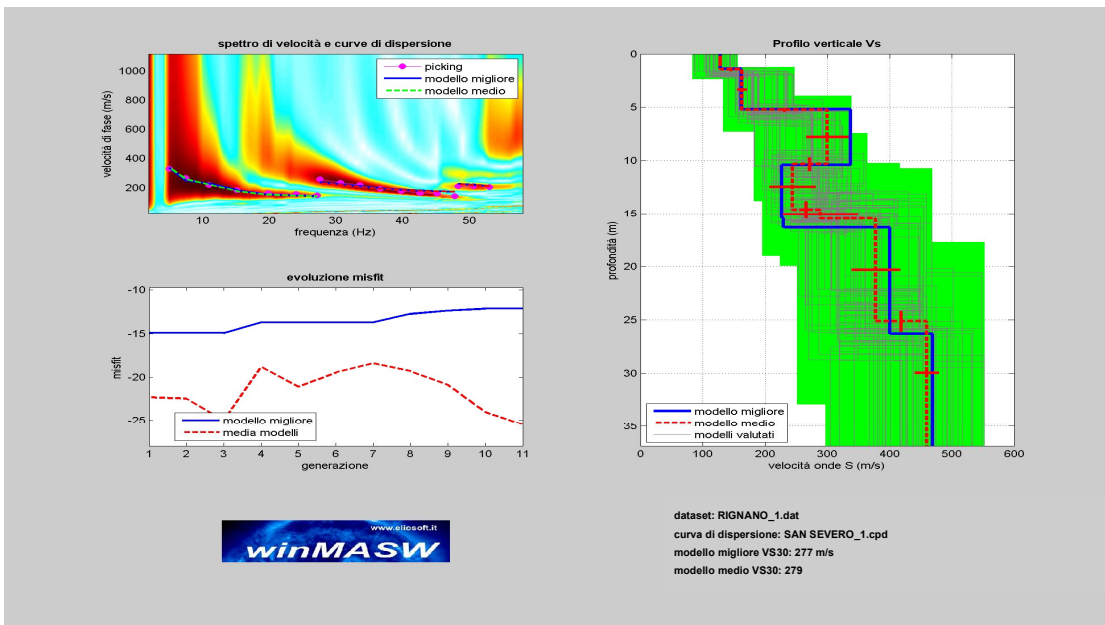 spettro di velocità e curve di dispersione
velocità di fase (m/s)
1000
800
600
400
200
10
20
30
40
50
frequenza (Hz)
picking
modello migliore
modello medio
evoluzione misfit
misfit
-10
-15
-20
-25
1
2
3
4
5
6
7
8
9
10
11
generazione
modello migliore
media modelli
Profilo verticale Vs
profondità (m)
0
5
10
15
20
25
30
35
0
100
200
300
400
500
600
velocità onde S (m/s)
modello migliore
modello medio
modelli valutati
www.eliosoft.it
winMASW
dataset: RIGNANO_1.dat
curva di dispersione: SAN SEVERO_1.cpd
modello migliore VS30: 277 m/s
modello medio VS30: 279